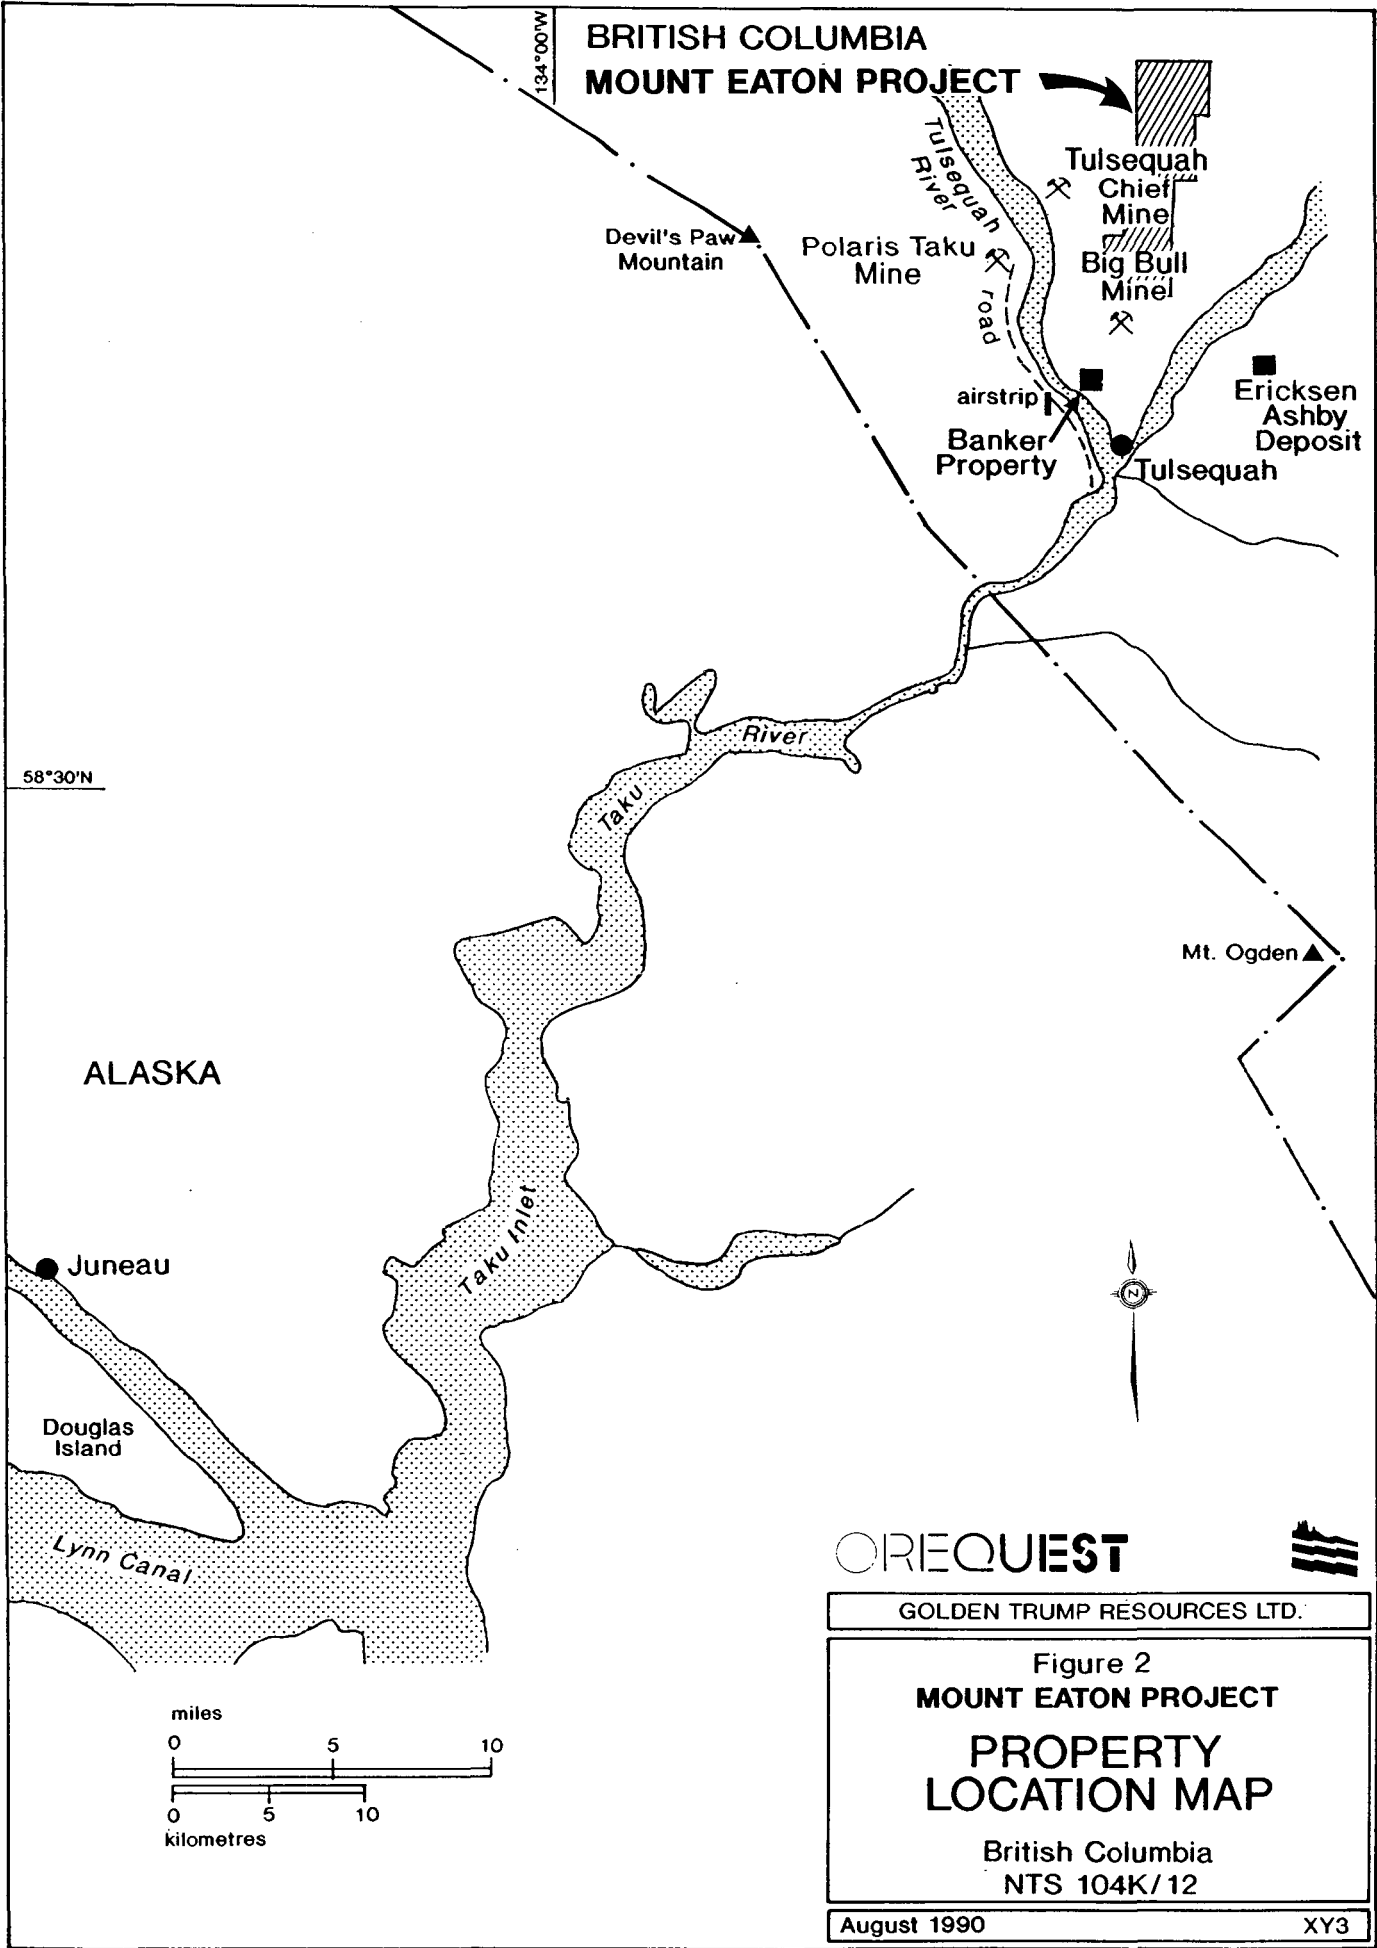 134°00'W
BRITISH COLUMBIA
MOUNT EATON PROJECT
Tulsequah
River
Tulsequah
Chief
Mine
Devil's Paw
Mountain
Polaris Taku
Mine
Big Bull
Mine
road
airstrip
Ericksen
Ashby
Deposit
Banker
Property
Tulsequah
River
58°30'N
Taku
Mt. Ogden
ALASKA
Taku Inlet
Juneau
N
Douglas
Island
Lynn Canal
OREQUEST
GOLDEN TRUMP RESOURCES LTD.
Figure 2
MOUNT EATON PROJECT
PROPERTY
LOCATION MAP
British Columbia
NTS 104K/12
August 1990 XY3
miles
0 5 10
0 5 10
kilometres